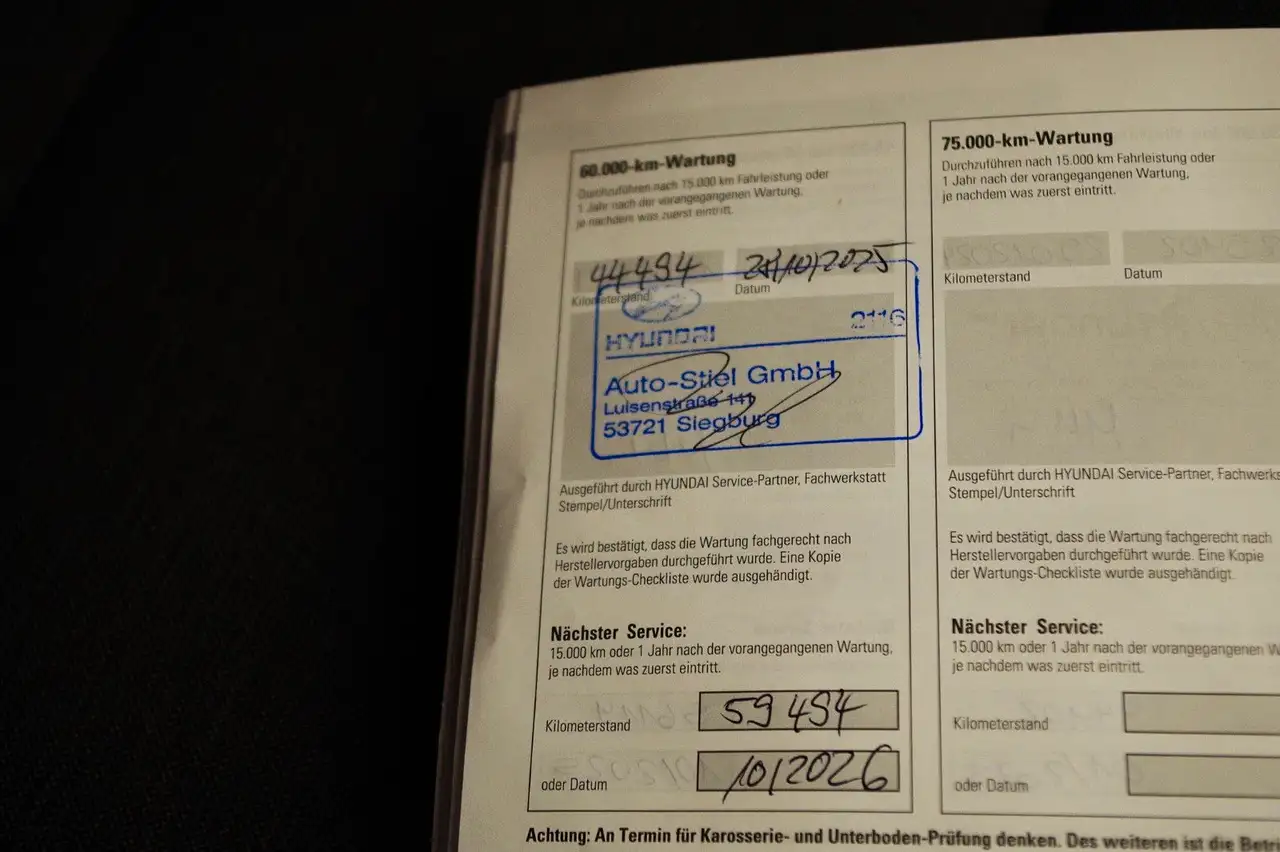 60.000-km-Wartung
Durchzuführen nach 15.000 km Fahrleistung oder
1 Jahr nach der vorangegangenen Wartung,
je nachdem was zuerst eintritt.
44494
/10/2025
Kilometerstand
Datum
HYUNDAI 2116
Auto-Stiel GmbH
Luisenstraße 141
53721 Siegburg
Ausgeführt durch HYUNDAI Service-Partner, Fachwerkstatt
Stempel/Unterschrift
Es wird bestätigt, dass die Wartung fachgerecht nach
Herstellervorgaben durchgeführt wurde. Eine Kopie
der Wartungs-Checkliste wurde ausgehändigt.
Nächster Service:
15.000 km oder 1 Jahr nach der vorangegangenen Wartung,
je nachdem was zuerst eintritt.
Kilometerstand 59494
oder Datum 10/2026
75.000-km-Wartung
Durchzuführen nach 15.000 km Fahrleistung oder
1 Jahr nach der vorangegangenen Wartung,
je nachdem was zuerst eintritt.
Kilometerstand
Datum
Ausgeführt durch HYUNDAI Service-Partner, Fachwerks
Stempel/Unterschrift
Es wird bestätigt, dass die Wartung fachgerecht nach
Herstellervorgaben durchgeführt wurde. Eine Kopie
der Wartungs-Checkliste wurde ausgehändigt.
Nächster Service:
15.000 km oder 1 Jahr nach der vorangegangenen W
je nachdem was zuerst eintritt.
Kilometerstand
oder Datum
Achtung: An Termin für Karosserie- und Unterboden-Prüfung denken. Des weiteren ist die Betri